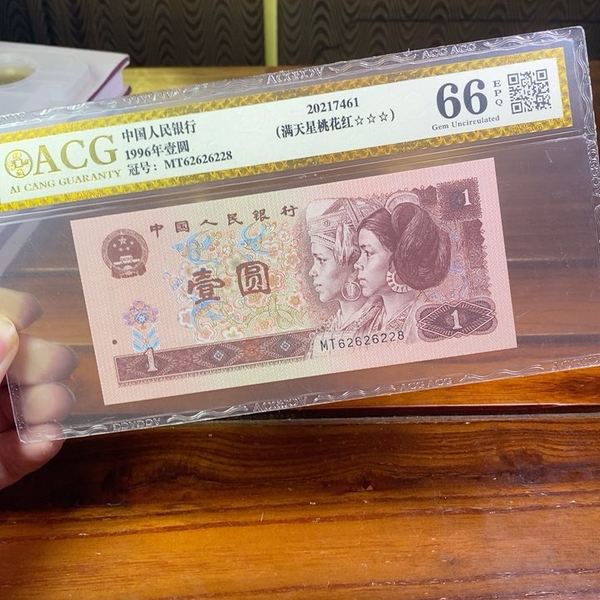 ACG
AI CANG GUARANTY
中国人民银行
1996年壹圆
冠号：MT62626228
20217461
（满天星桃花红☆☆☆）
66
EPQ
Gem Uncirculated
中国人民银行
壹圆
1
1
1
MT62626228